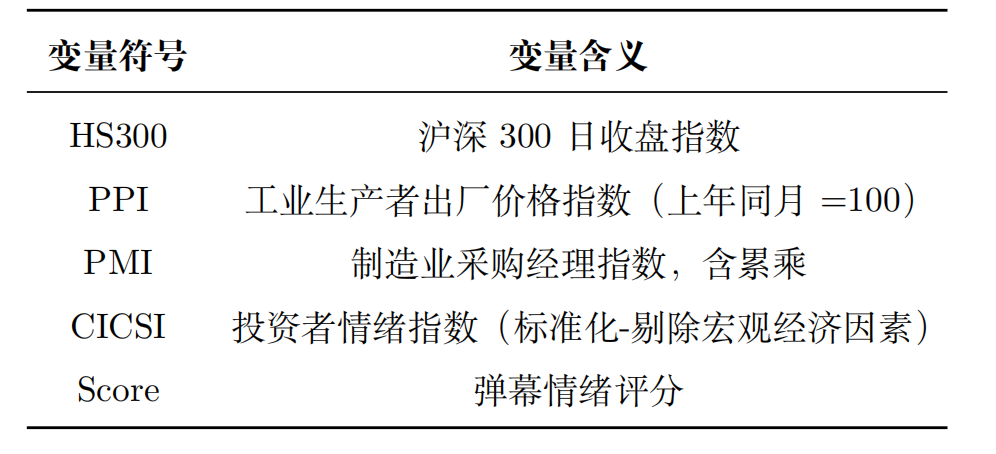 变量符号 变量含义
HS300 沪深 300 日收盘指数
PPI 工业生产者出厂价格指数（上年同月 =100）
PMI 制造业采购经理指数，含累乘
CICSI 投资者情绪指数（标准化-剔除宏观经济因素）
Score 弹幕情绪评分